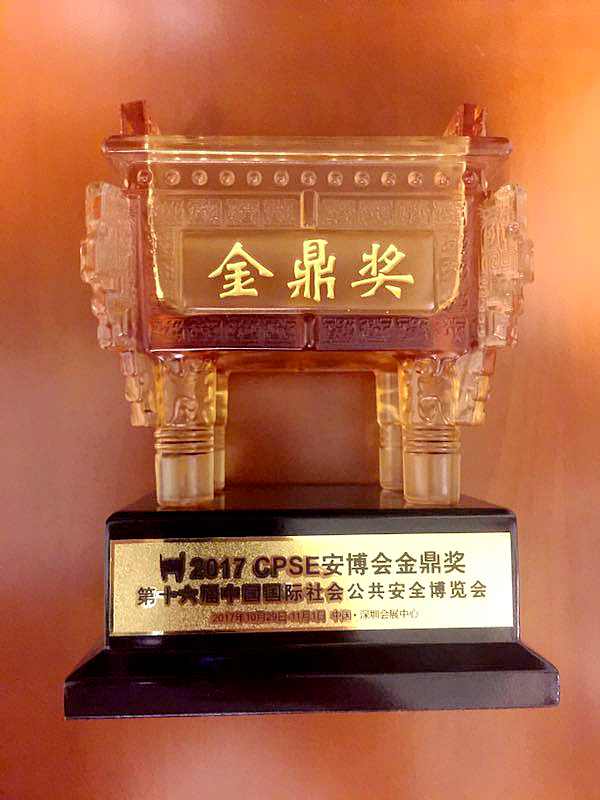 金鼎奖
2017 CPSE安博会金鼎奖
第十六届中国国际社会公共安全博览会
2017年10月29日-11月1日 中国·深圳会展中心